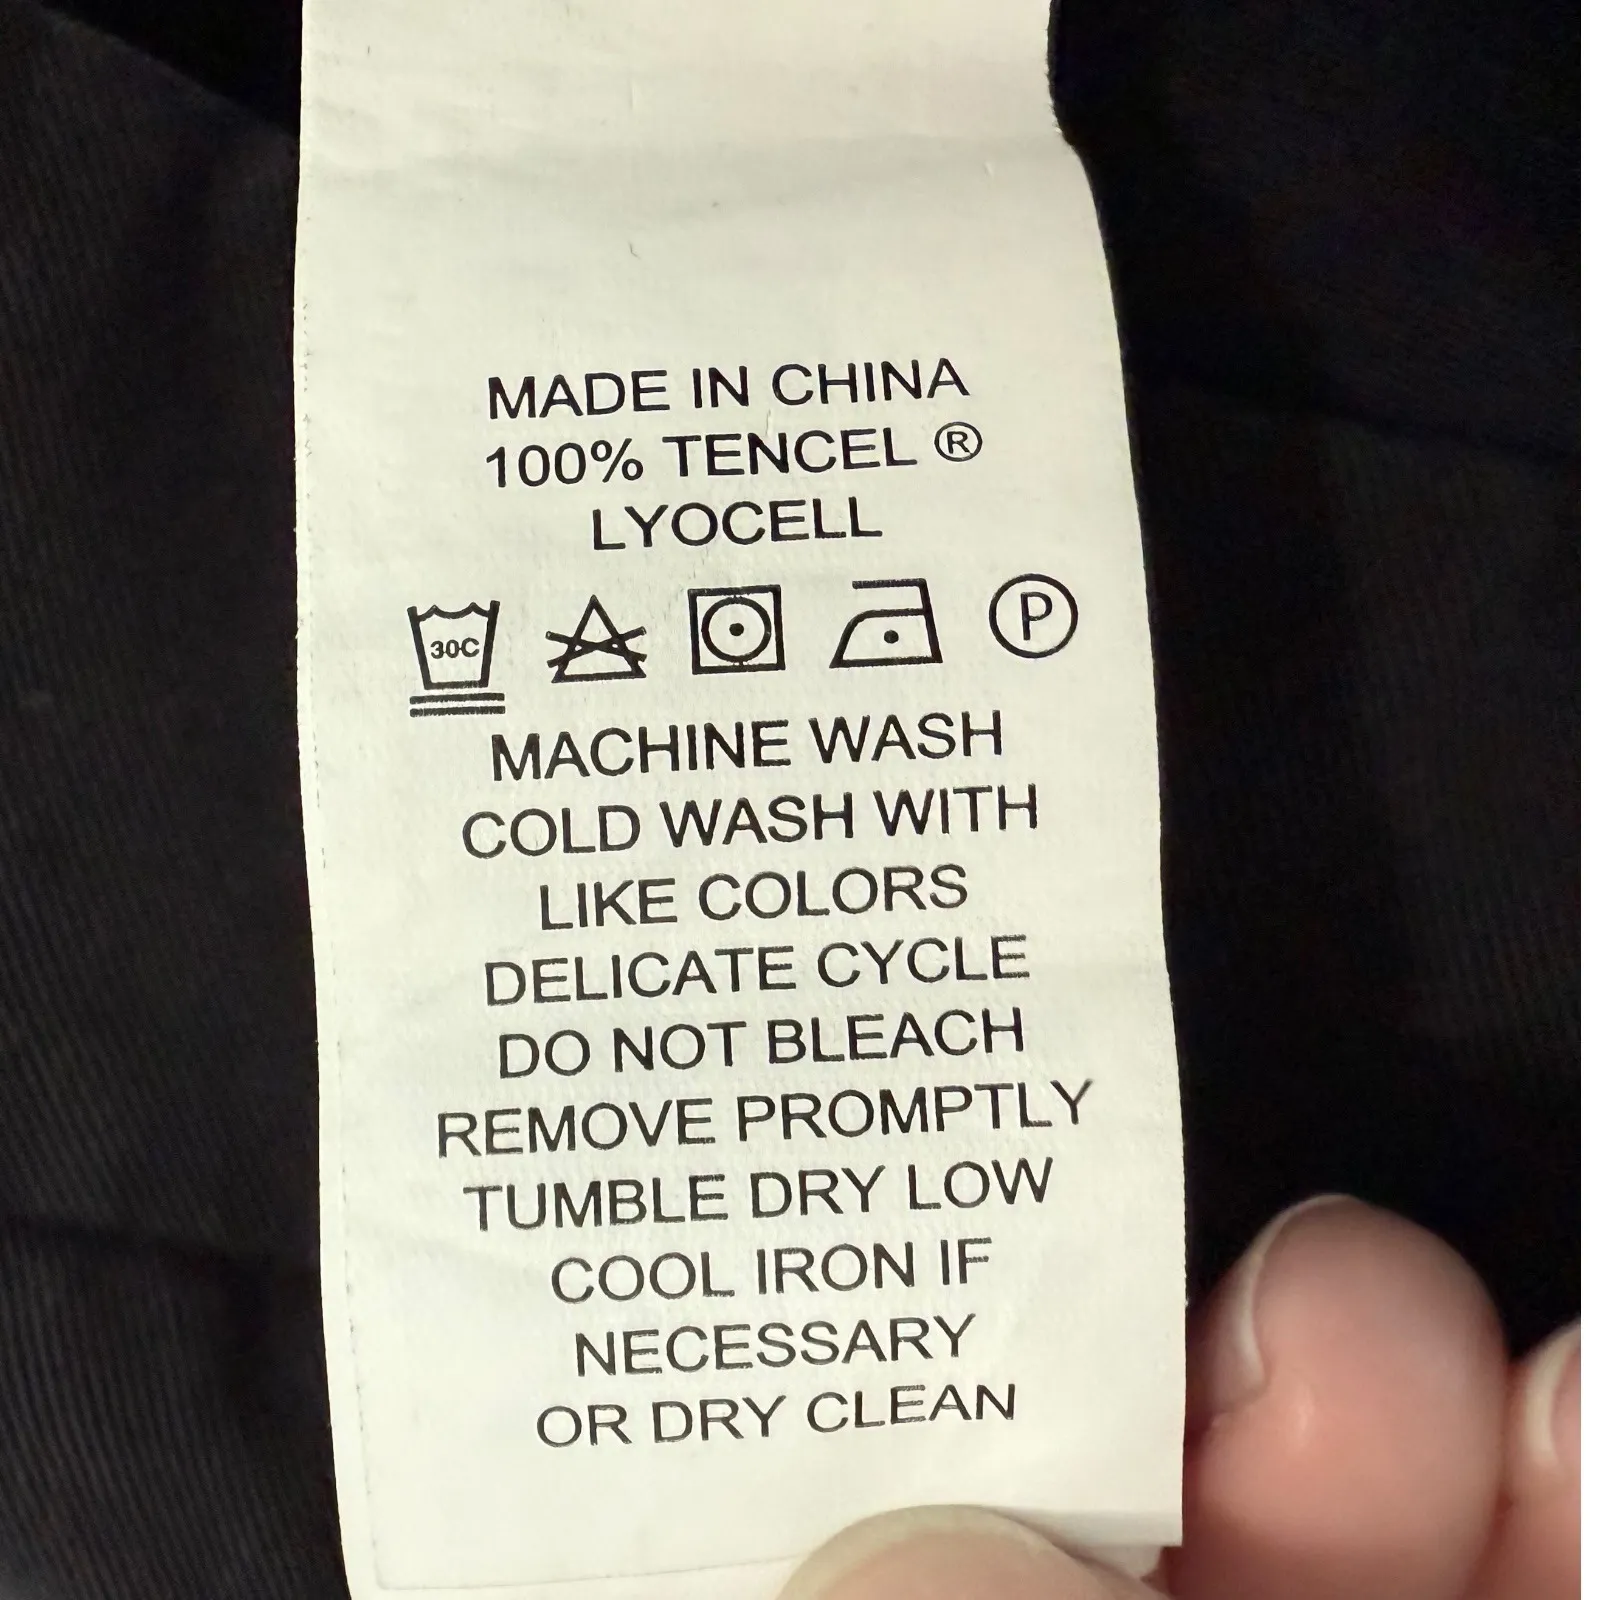 MADE IN CHINA
100% TENCEL ®
LYOCELL
30C P
MACHINE WASH
COLD WASH WITH
LIKE COLORS
DELICATE CYCLE
DO NOT BLEACH
REMOVE PROMPTLY
TUMBLE DRY LOW
COOL IRON IF
NECESSARY
OR DRY CLEAN